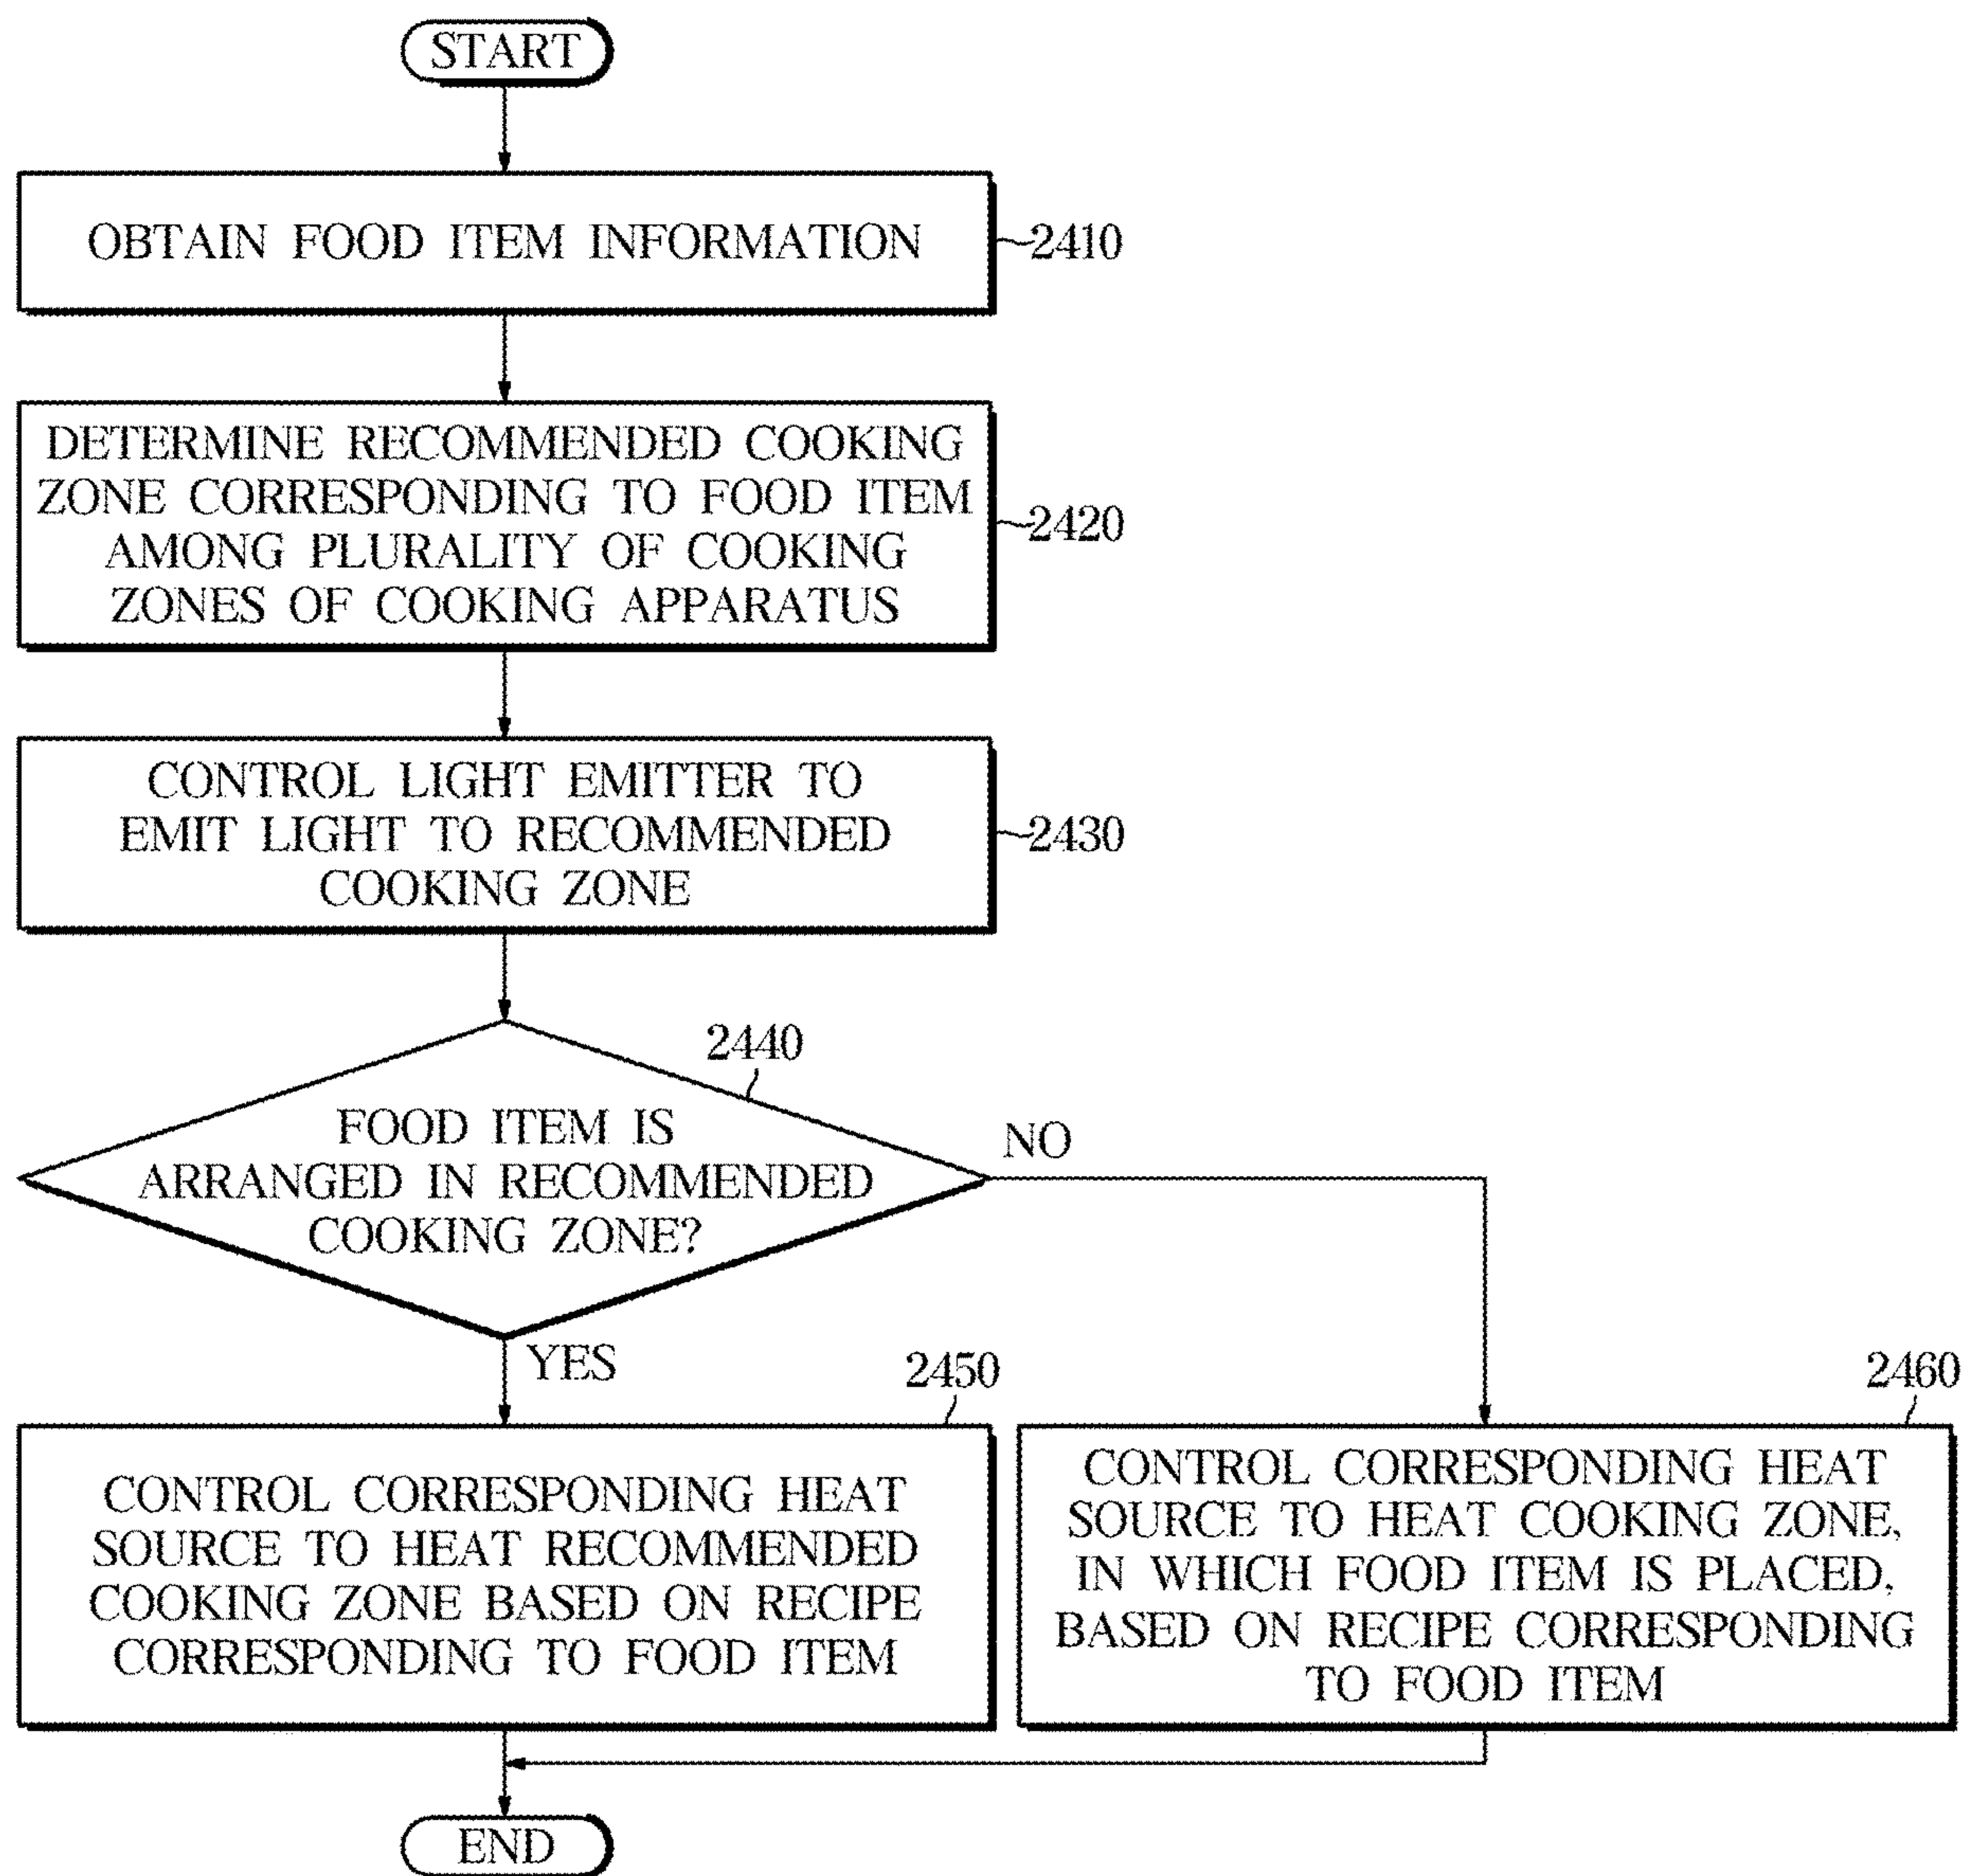 START
OBTAIN FOOD ITEM INFORMATION
2410
DETERMINE RECOMMENDED COOKING
ZONE CORRESPONDING TO FOOD ITEM
AMONG PLURALITY OF COOKING
ZONES OF COOKING APPARATUS
2420
CONTROL LIGHT EMITTER TO
EMIT LIGHT TO RECOMMENDED
COOKING ZONE
2430
2440
FOOD ITEM IS
ARRANGED IN RECOMMENDED
COOKING ZONE?
NO
YES
2450
CONTROL CORRESPONDING HEAT
SOURCE TO HEAT RECOMMENDED
COOKING ZONE BASED ON RECIPE
CORRESPONDING TO FOOD ITEM
2460
CONTROL CORRESPONDING HEAT
SOURCE TO HEAT COOKING ZONE,
IN WHICH FOOD ITEM IS PLACED,
BASED ON RECIPE CORRESPONDING
TO FOOD ITEM
END